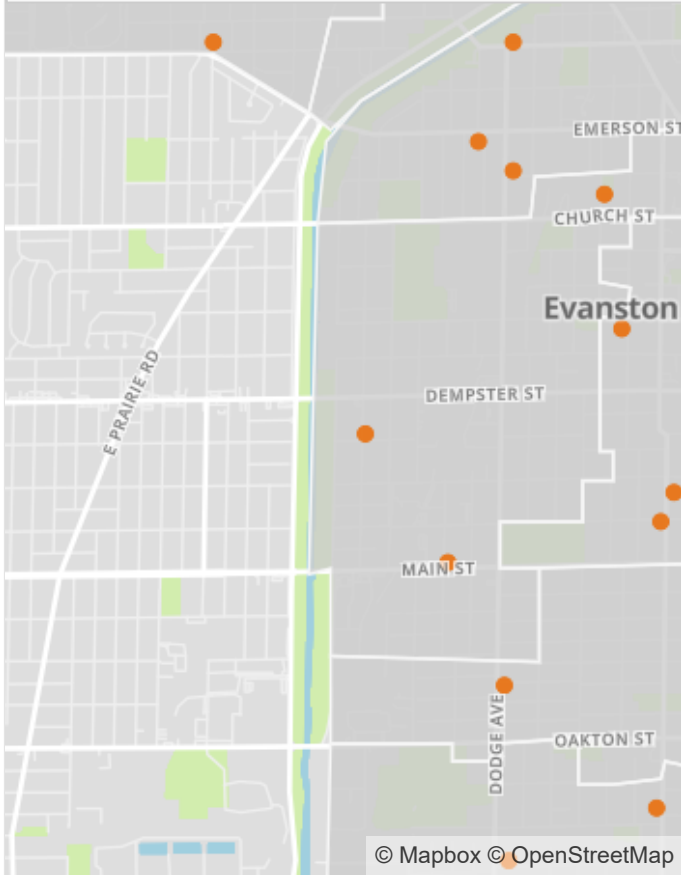 EMERSON ST
CHURCH ST
Evanston
DEMPSTER ST
E PRAIRIE RD
MAIN ST
DODGE AVE
OAKTON ST
© Mapbox © OpenStreetMap